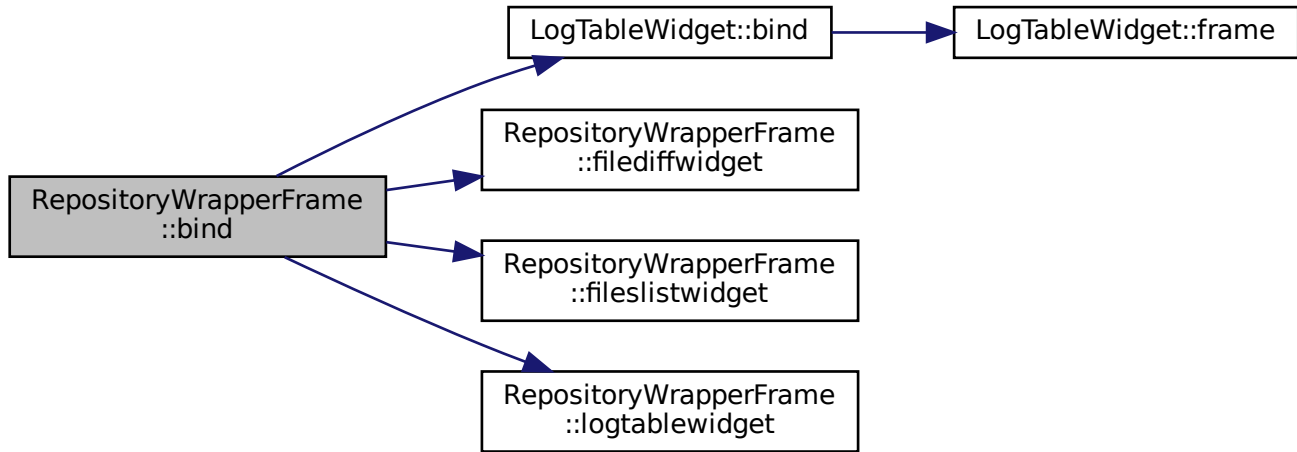 LogTableWidget::bind
LogTableWidget::frame
RepositoryWrapperFrame
::filediffwidget
RepositoryWrapperFrame
::bind
RepositoryWrapperFrame
::fileslistwidget
RepositoryWrapperFrame
::logtablewidget